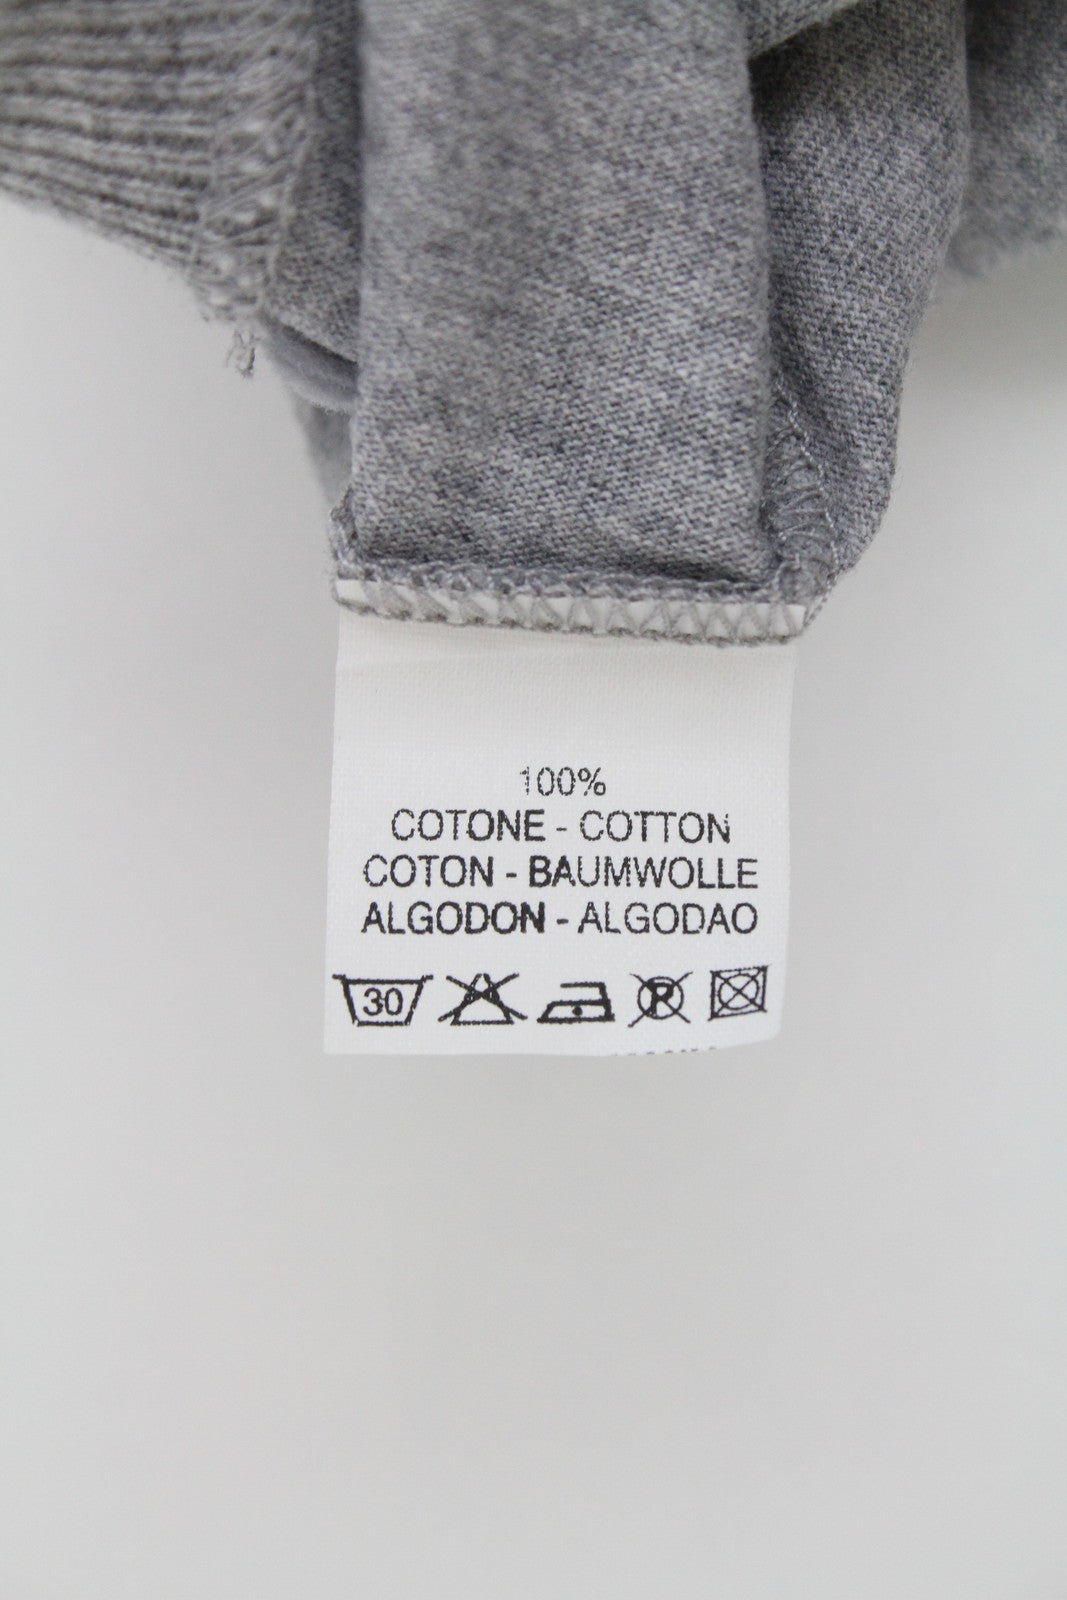 100%
COTONE - COTTON
COTON - BAUMWOLLE
ALGODON - ALGODAO
30 R